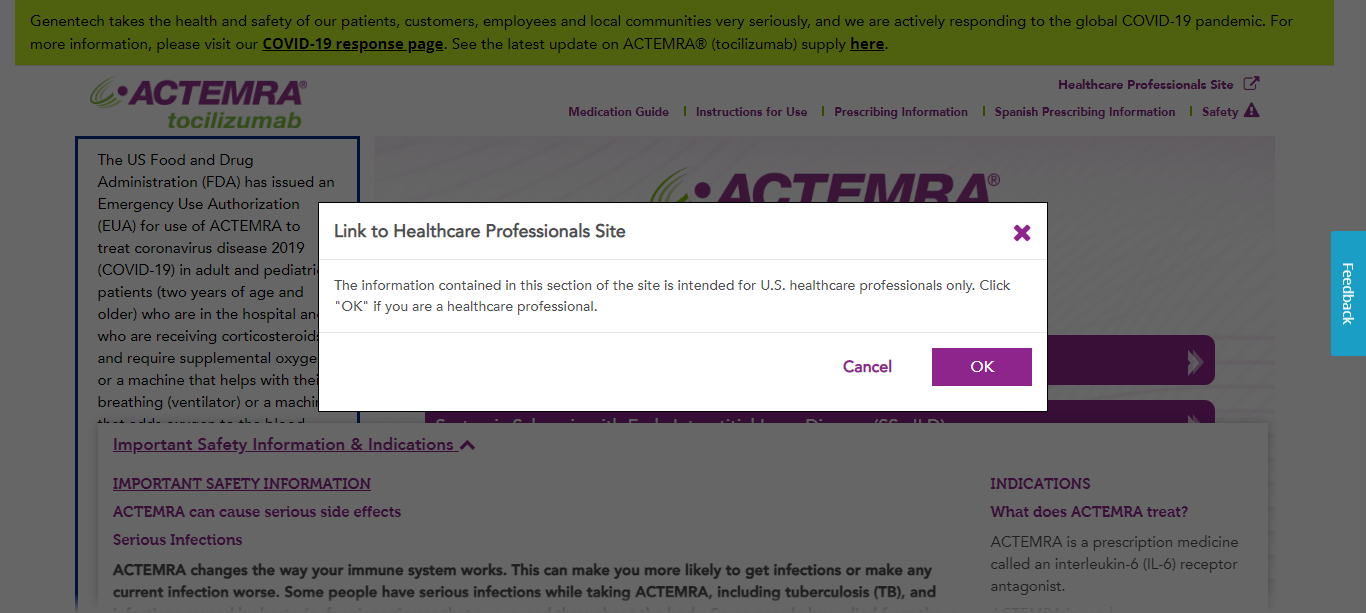 Genentech takes the health and safety of our patients, customers, employees and local communities very seriously, and we are actively responding to the global COVID-19 pandemic. For
more information, please visit our COVID-19 response page. See the latest update on ACTEMRA® (tocilizumab) supply here.
ACTEMRA®
tocilizumab
Healthcare Professionals Site
Medication Guide
Instructions for Use
Prescribing Information
Spanish Prescribing Information
Safety
The US Food and Drug
Administration (FDA) has issued an
Emergency Use Authorization
(EUA) for use of ACTEMRA to
treat coronavirus disease 2019
(COVID-19) in adult and pediatri
patients (two years of age and
older) who are in the hospital an
who are receiving corticosteroids
and require supplemental oxyge
or a machine that helps with thei
breathing (ventilator) or a machin
that adds oxygen to the blood
ACTEMRA®
Link to Healthcare Professionals Site
The information contained in this section of the site is intended for U.S. healthcare professionals only. Click
"OK" if you are a healthcare professional.
Cancel
OK
Feedback
Important Safety Information & Indications
IMPORTANT SAFETY INFORMATION
ACTEMRA can cause serious side effects
Serious Infections
ACTEMRA changes the way your immune system works. This can make you more likely to get infections or make any
current infection worse. Some people have serious infections while taking ACTEMRA, including tuberculosis (TB), and
INDICATIONS
What does ACTEMRA treat?
ACTEMRA is a prescription medicine
called an interleukin-6 (IL-6) receptor
antagonist.